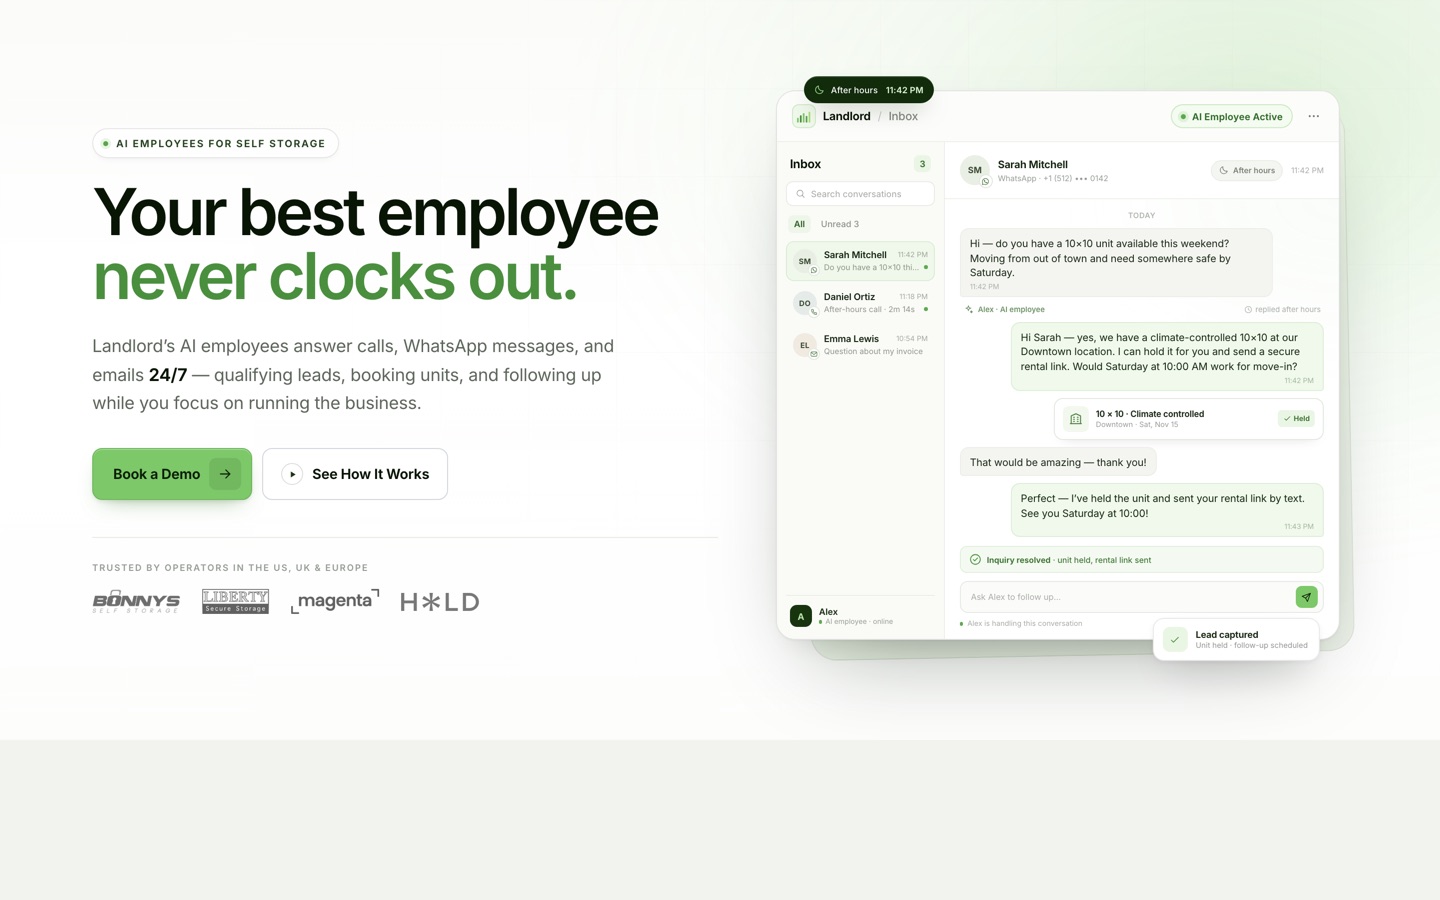 AI EMPLOYEES FOR SELF STORAGE
Your best employee
never clocks out.
Landlord's AI employees answer calls, WhatsApp messages, and
emails 24/7 — qualifying leads, booking units, and following up
while you focus on running the business.
Book a Demo
See How It Works
TRUSTED BY OPERATORS IN THE US, UK & EUROPE
BONNYS
SELF STORAGE
LIBERTY
Secure Storage
magenta
H*LD
After hours 11:42 PM
Landlord / Inbox
AI Employee Active
Inbox 3
Search conversations
All Unread 3
SM Sarah Mitchell 11:42 PM
Do you have a 10×10 thi...
DO Daniel Ortiz 11:18 PM
After-hours call · 2m 14s
EL Emma Lewis 10:54 PM
Question about my invoice
A Alex
AI employee · online
SM Sarah Mitchell
WhatsApp · +1 (512) ••• 0142
After hours 11:42 PM
TODAY
Hi — do you have a 10×10 unit available this weekend?
Moving from out of town and need somewhere safe by
Saturday.
11:42 PM
Alex · AI employee
replied after hours
Hi Sarah — yes, we have a climate-controlled 10×10 at our
Downtown location. I can hold it for you and send a secure
rental link. Would Saturday at 10:00 AM work for move-in?
11:42 PM
10 × 10 · Climate controlled
Downtown · Sat, Nov 15
Held
That would be amazing — thank you!
Perfect — I've held the unit and sent your rental link by text.
See you Saturday at 10:00!
11:43 PM
Inquiry resolved · unit held, rental link sent
Ask Alex to follow up...
Alex is handling this conversation
Lead captured
Unit held · follow-up scheduled